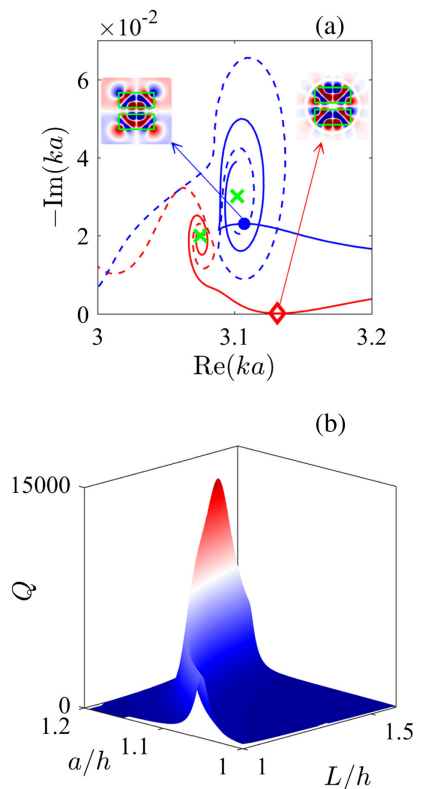 ×10⁻²
(a)
6
4
2
0
−Im(ka)
3
3.1
3.2
Re(ka)
(b)
15000
Q
0
1.2
1.1
1
a/h
1
1.5
L/h